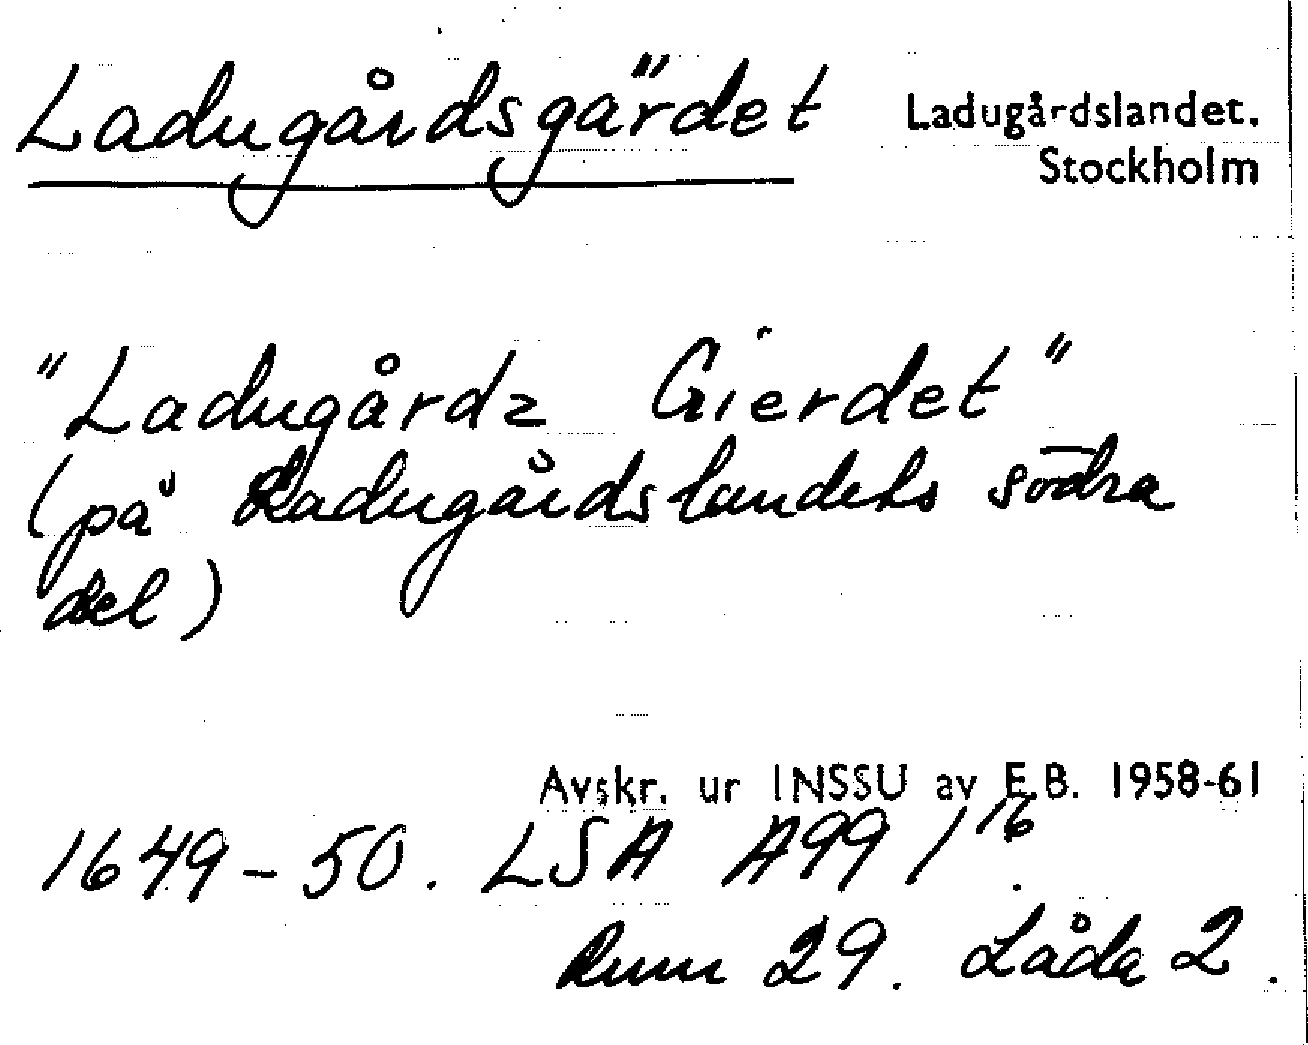 Ladugårdsgärdet
Ladugårdslandet.
Stockholm
"Ladugårdz Gierdet"
(på Ladugårdslandets södra
del)
Avskr. ur INSSU av E.B. 1958-61
1649-50. LSA A99 1 16.
Rum 29. Låda 2.